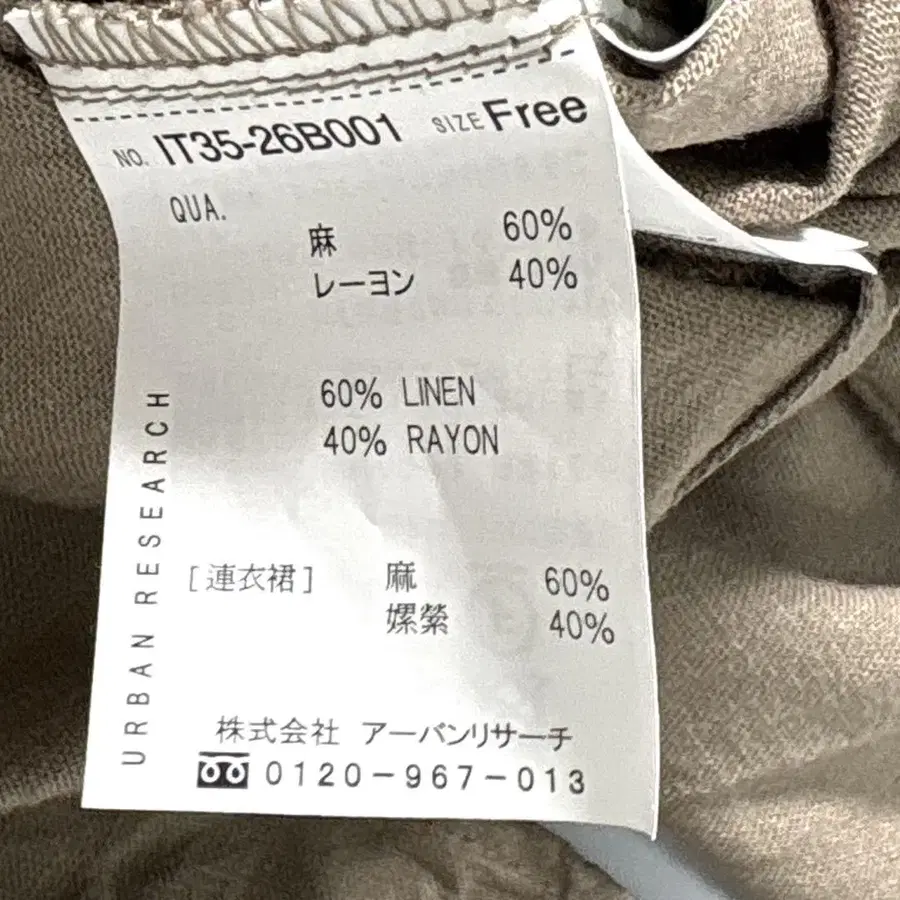 NO. IT35-26B001 SIZE Free
QUA.
麻 60%
レーヨン 40%
60% LINEN
40% RAYON
URBAN RESEARCH
[連衣裙] 麻 60%
嫘縈 40%
株式会社 アーバンリサーチ
0120-967-013